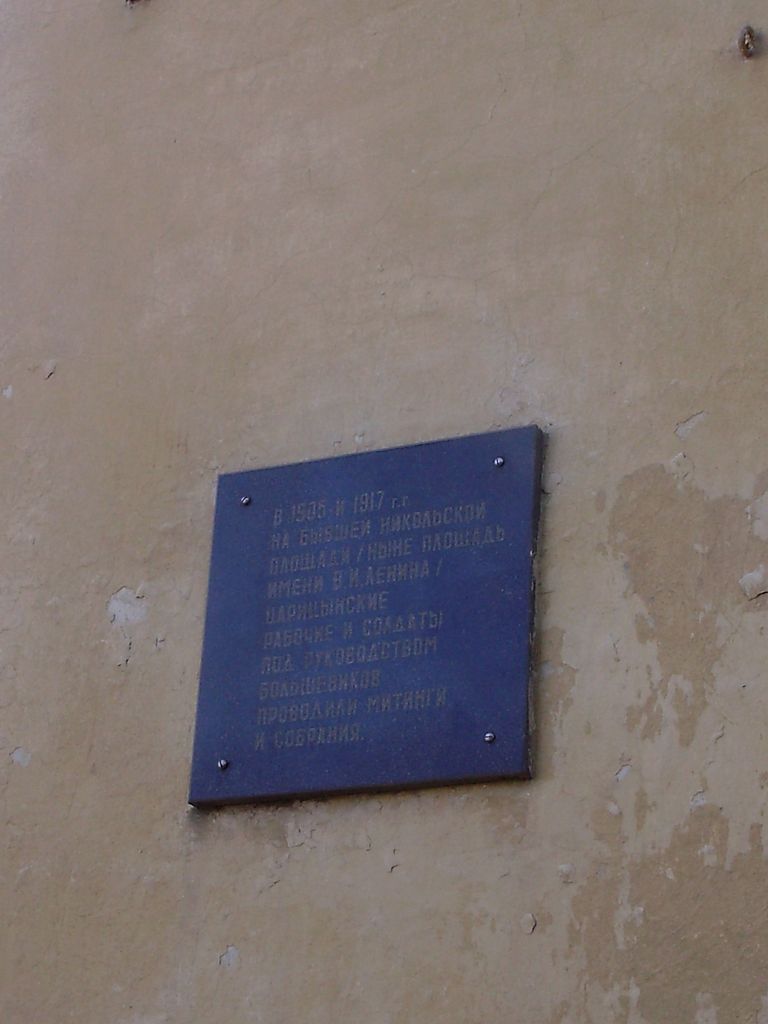 В 1905 И 1917 г.г.
НА БЫВШЕЙ НИКОЛЬСКОЙ
ПЛОЩАДИ /НЫНЕ ПЛОЩАДЬ
ИМЕНИ В.И.ЛЕНИНА/
ЦАРИЦЫНСКИЕ
РАБОЧИЕ И СОЛДАТЫ
ПОД РУКОВОДСТВОМ
БОЛЬШЕВИКОВ
ПРОВОДИЛИ МИТИНГИ
И СОБРАНИЯ.